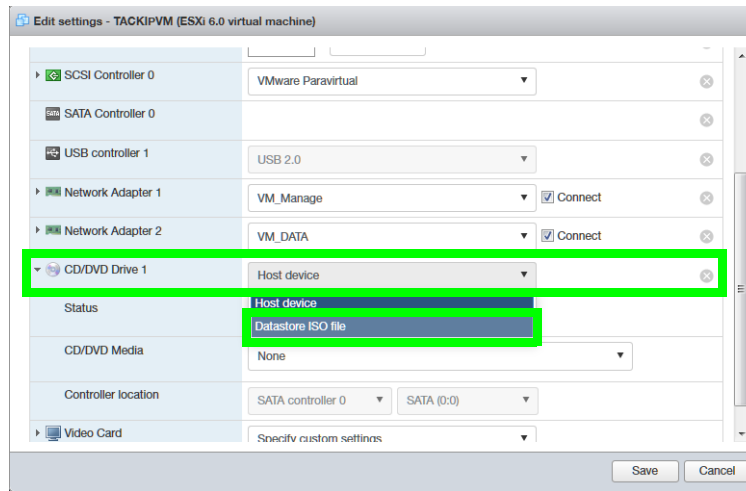 Edit settings - TACKIPVM (ESXi 6.0 virtual machine)
SCSI Controller 0 VMware Paravirtual
SATA Controller 0
USB controller 1 USB 2.0
Network Adapter 1 VM_Manage Connect
Network Adapter 2 VM_DATA Connect
CD/DVD Drive 1 Host device
Status Host device
Datastore ISO file
CD/DVD Media None
Controller location SATA controller 0 SATA (0:0)
Video Card Specify custom settings
Save Cancel